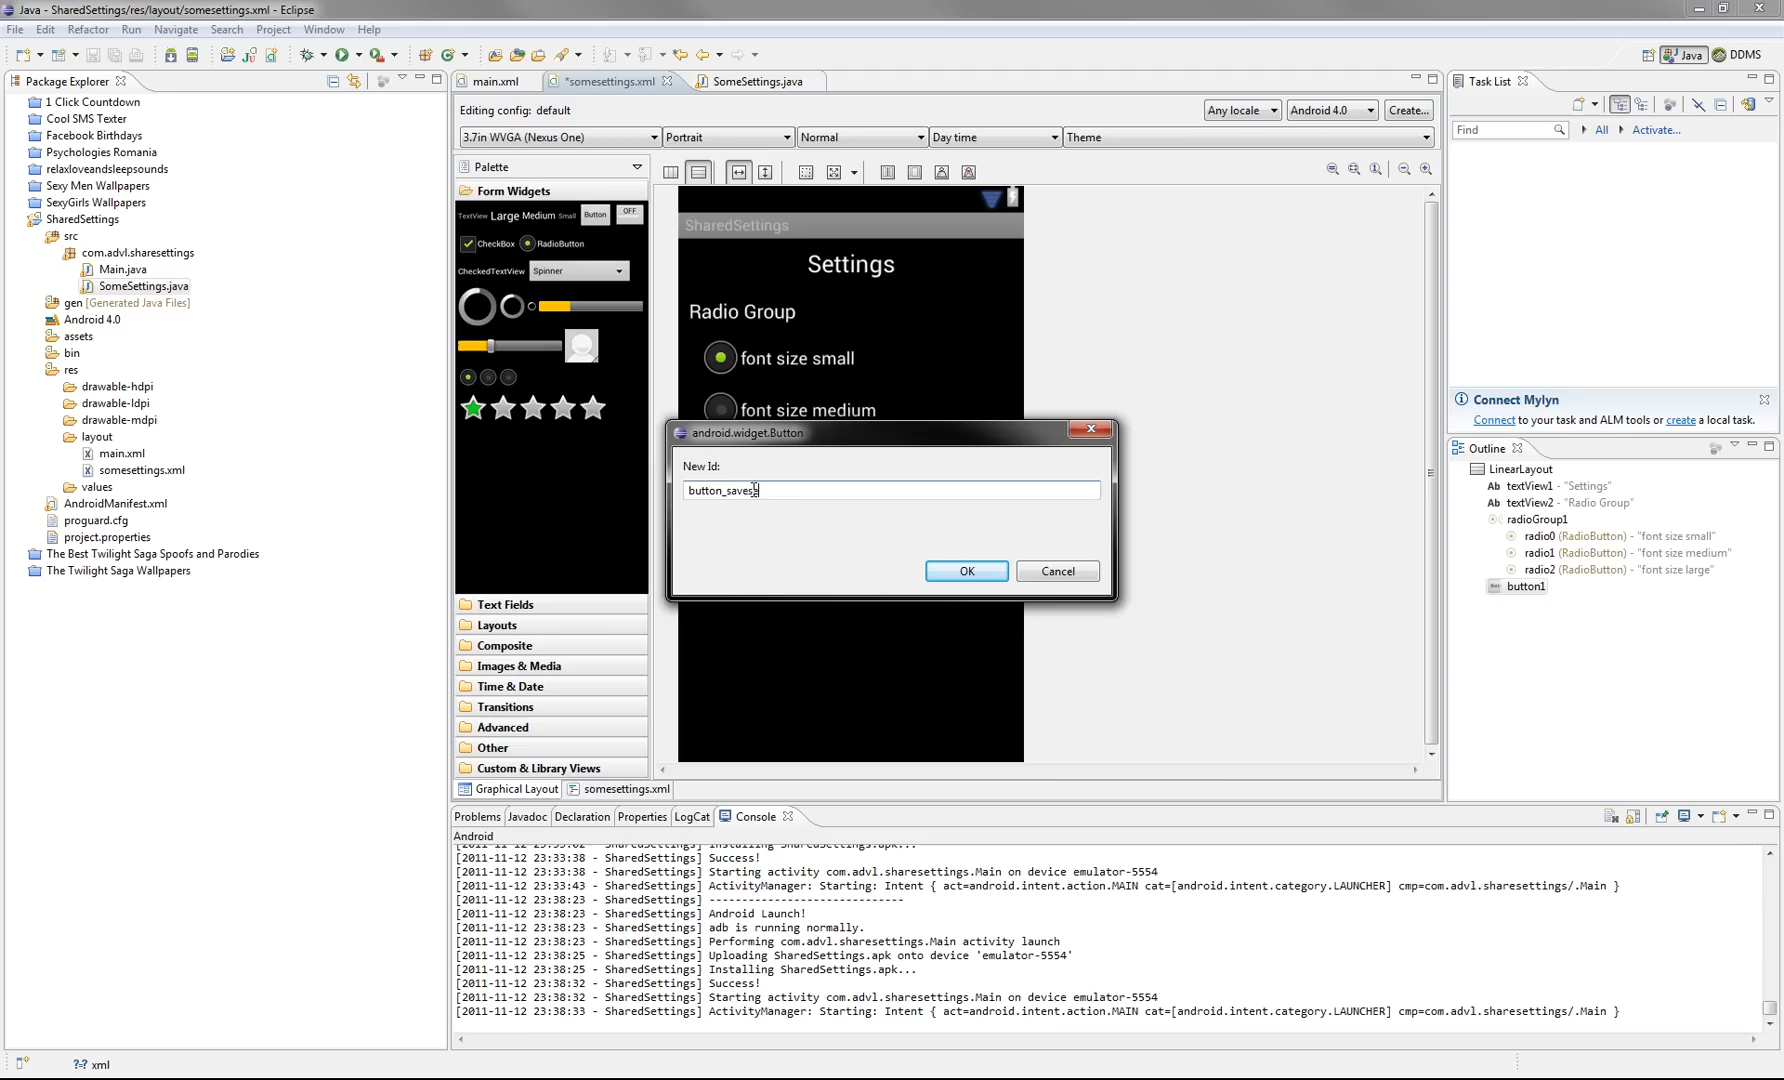 Java - SharedSettings/res/layout/somesettings.xml - Eclipse
File Edit Refactor Run Navigate Search Project Window Help
Java DDMS
Package Explorer
1 Click Countdown
Cool SMS Texter
Facebook Birthdays
Psychologies Romania
relaxloveandsleepsounds
Sexy Men Wallpapers
SexyGirls Wallpapers
SharedSettings
src
com.advl.sharesettings
Main.java
SomeSettings.java
gen [Generated Java Files]
Android 4.0
assets
bin
res
drawable-hdpi
drawable-ldpi
drawable-mdpi
layout
main.xml
somesettings.xml
values
AndroidManifest.xml
proguard.cfg
project.properties
The Best Twilight Saga Spoofs and Parodies
The Twilight Saga Wallpapers
main.xml *somesettings.xml SomeSettings.java
Editing config: default
Any locale Android 4.0 Create...
3.7in WVGA (Nexus One) Portrait Normal Day time Theme
Palette
Form Widgets
TextView Large Medium Small Button OFF
CheckBox RadioButton
CheckedTextView Spinner
Text Fields
Layouts
Composite
Images & Media
Time & Date
Transitions
Advanced
Other
Custom & Library Views
SharedSettings
Settings
Radio Group
font size small
font size medium
android.widget.Button
New Id:
button_saves
OK Cancel
Graphical Layout somesettings.xml
Task List
Find All Activate...
Connect Mylyn
Connect to your task and ALM tools or create a local task.
Outline
LinearLayout
Ab textView1 - "Settings"
Ab textView2 - "Radio Group"
radioGroup1
radio0 (RadioButton) - "font size small"
radio1 (RadioButton) - "font size medium"
radio2 (RadioButton) - "font size large"
button1
Problems Javadoc Declaration Properties LogCat Console
Android
[2011-11-12 23:33:38 - SharedSettings] Success!
[2011-11-12 23:33:38 - SharedSettings] Starting activity com.advl.sharesettings.Main on device emulator-5554
[2011-11-12 23:33:43 - SharedSettings] ActivityManager: Starting: Intent { act=android.intent.action.MAIN cat=[android.intent.category.LAUNCHER] cmp=com.advl.sharesettings/.Main }
[2011-11-12 23:38:23 - SharedSettings] ------------------------------
[2011-11-12 23:38:23 - SharedSettings] Android Launch!
[2011-11-12 23:38:23 - SharedSettings] adb is running normally.
[2011-11-12 23:38:23 - SharedSettings] Performing com.advl.sharesettings.Main activity launch
[2011-11-12 23:38:25 - SharedSettings] Uploading SharedSettings.apk onto device 'emulator-5554'
[2011-11-12 23:38:25 - SharedSettings] Installing SharedSettings.apk...
[2011-11-12 23:38:32 - SharedSettings] Success!
[2011-11-12 23:38:32 - SharedSettings] Starting activity com.advl.sharesettings.Main on device emulator-5554
[2011-11-12 23:38:33 - SharedSettings] ActivityManager: Starting: Intent { act=android.intent.action.MAIN cat=[android.intent.category.LAUNCHER] cmp=com.advl.sharesettings/.Main }
xml